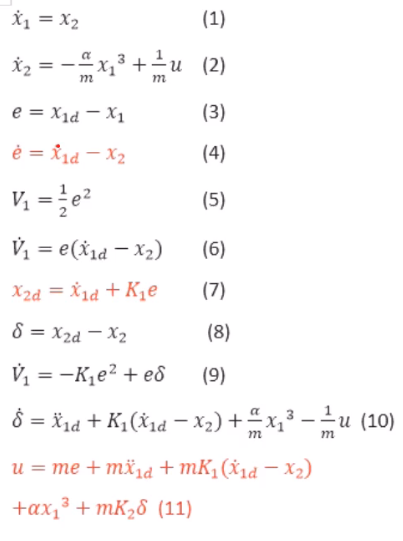 ẋ₁ = x₂ (1)
ẋ₂ = −α/m x₁³ + 1/m u (2)
e = x₁d − x₁ (3)
ė = ẋ₁d − x₂ (4)
V₁ = 1/2 e² (5)
V̇₁ = e(ẋ₁d − x₂) (6)
x₂d = ẋ₁d + K₁e (7)
δ = x₂d − x₂ (8)
V̇₁ = −K₁e² + eδ (9)
δ̇ = ẍ₁d + K₁(ẋ₁d − x₂) + α/m x₁³ − 1/m u (10)
u = me + mẍ₁d + mK₁(ẋ₁d − x₂)
+αx₁³ + mK₂δ (11)